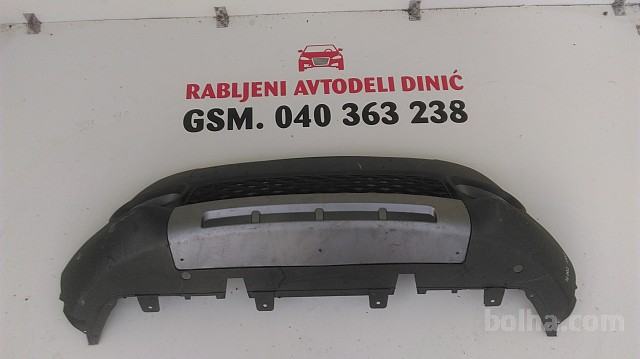 RABLJENI AVTODELI DINIĆ
GSM. 040 363 238
bolha.com